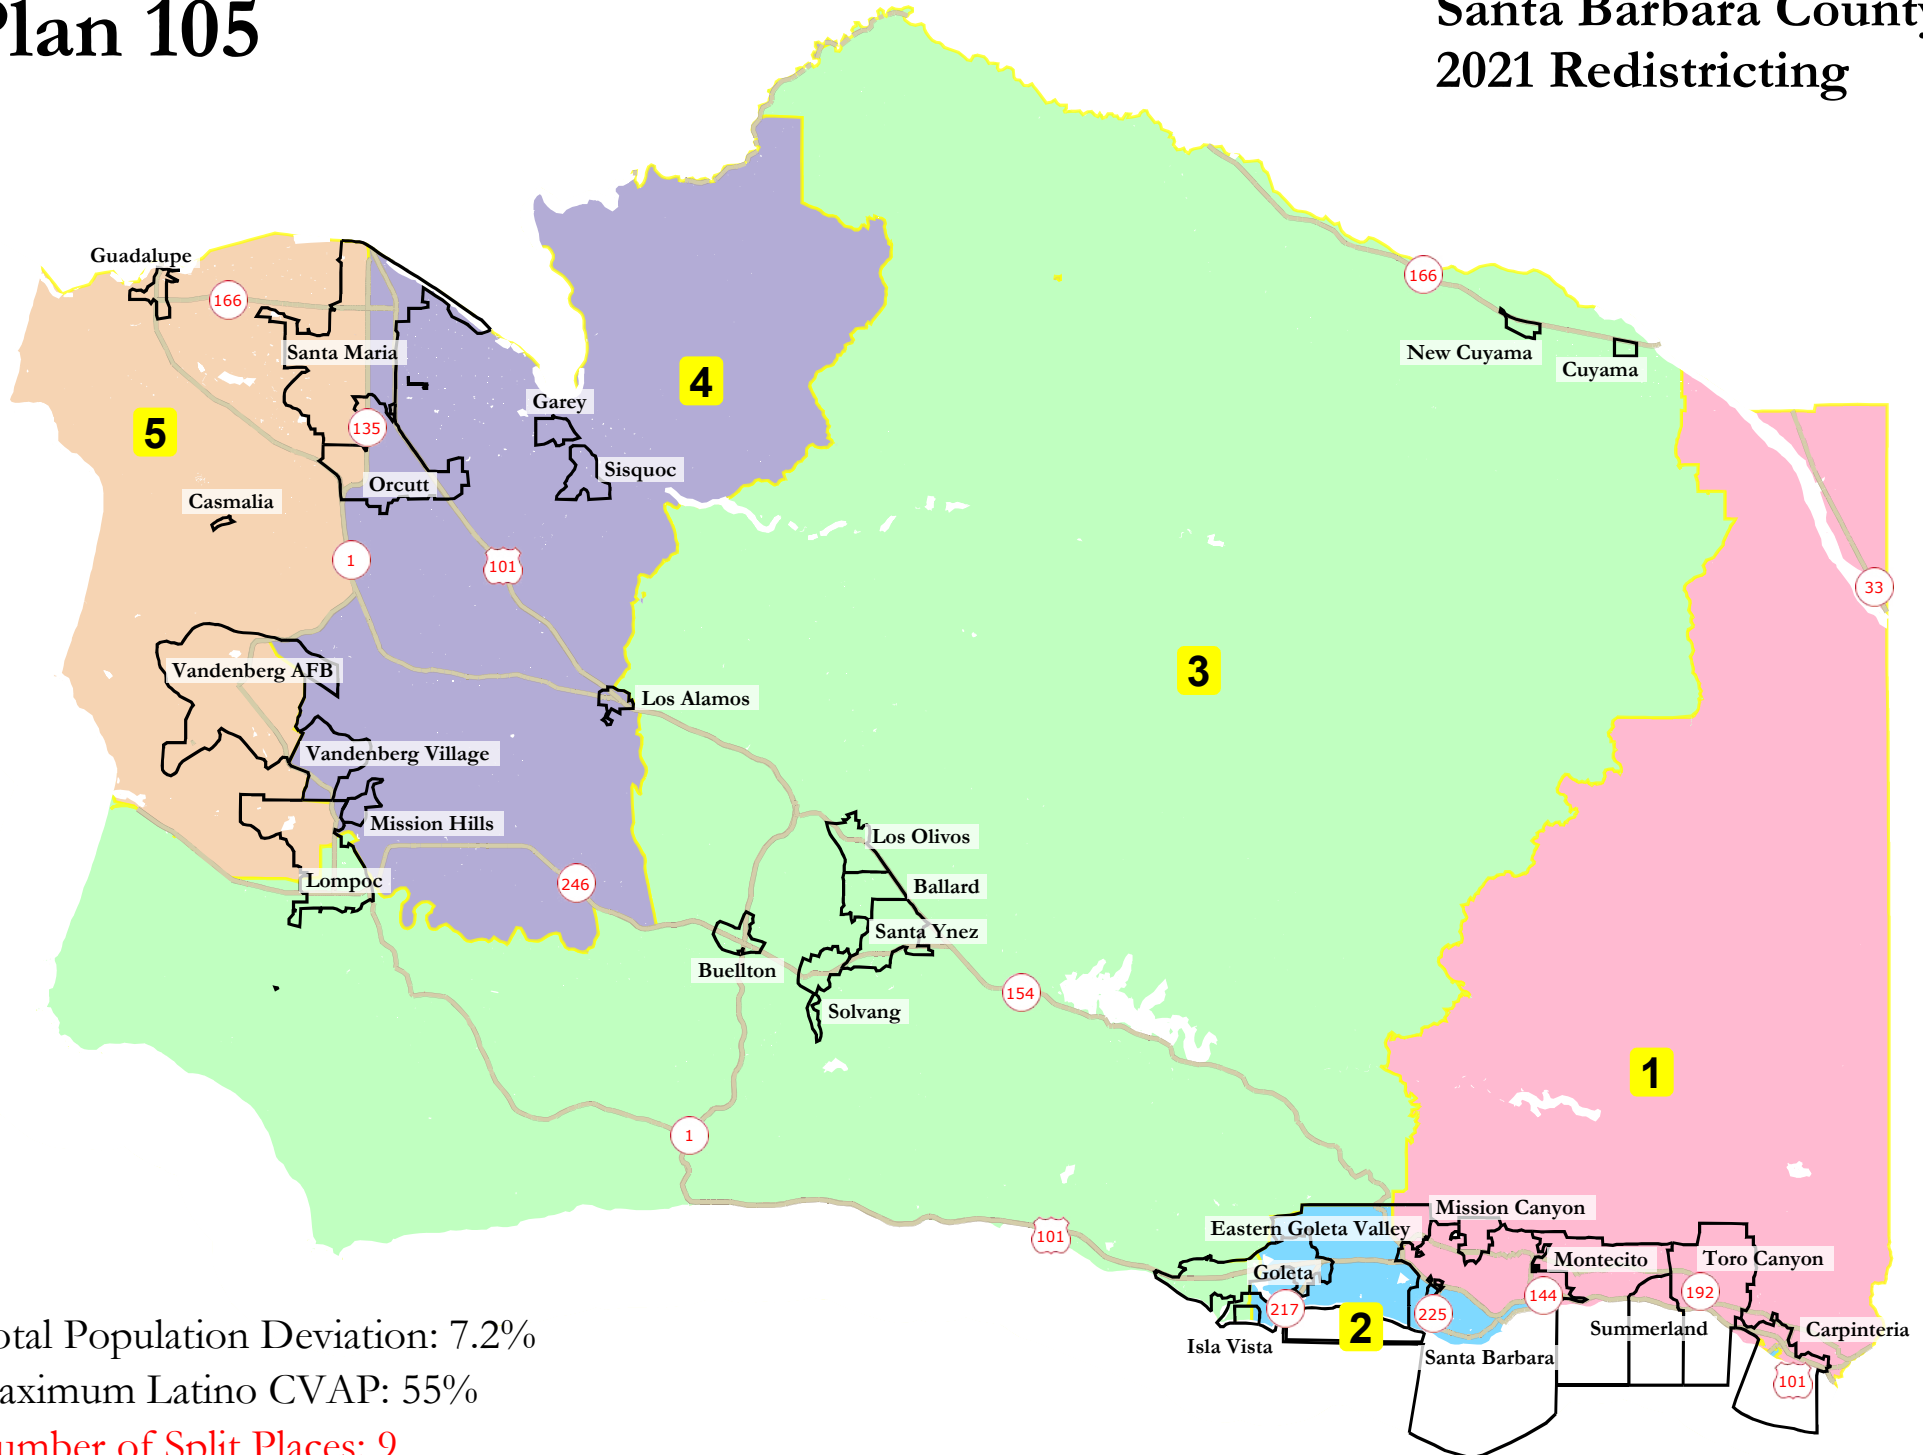 Plan 105
Santa Barbara County
2021 Redistricting
Guadalupe
166
166
Santa Maria
New Cuyama
Cuyama
4
Garey
135
5
Sisquoc
Orcutt
Casmalia
1
101
33
Vandenberg AFB
3
Los Alamos
Vandenberg Village
Mission Hills
Los Olivos
Lompoc
246
Ballard
Santa Ynez
Buellton
154
Solvang
1
1
Mission Canyon
Eastern Goleta Valley
101
Montecito
Toro Canyon
Goleta
217
144
192
225
2
Summerland
Carpinteria
Isla Vista
Santa Barbara
101
otal Population Deviation: 7.2%
aximum Latino CVAP: 55%
umber of Split Places: 9